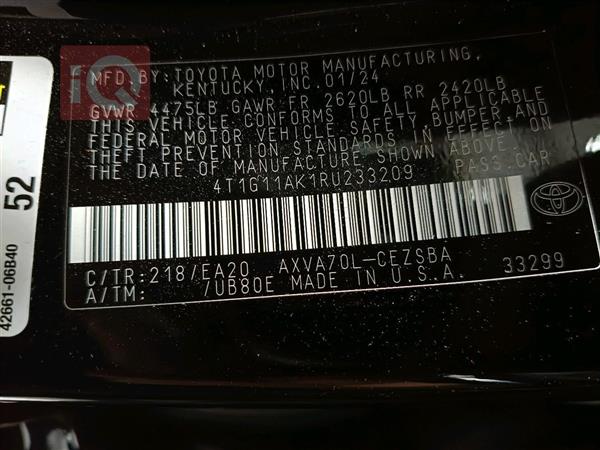 iQ
MFD.BY:TOYOTA MOTOR MANUFACTURING,
KENTUCKY,INC.01/24
GVWR 4475LB GAWR FR 2620LB RR 2420LB
THIS VEHICLE CONFORMS TO ALL APPLICABLE
FEDERAL MOTOR VEHICLE SAFETY,BUMPER,AND
THEFT PREVENTION STANDARDS IN EFFECT ON
THE DATE OF MANUFACTURE SHOWN ABOVE.
4T1G11AK1RU233209 PASS.CAR
C/TR:218/EA20 AXVA70L-CEZSBA
A/TM: /UB80E MADE IN U.S.A. 33299
52
42661-06B40